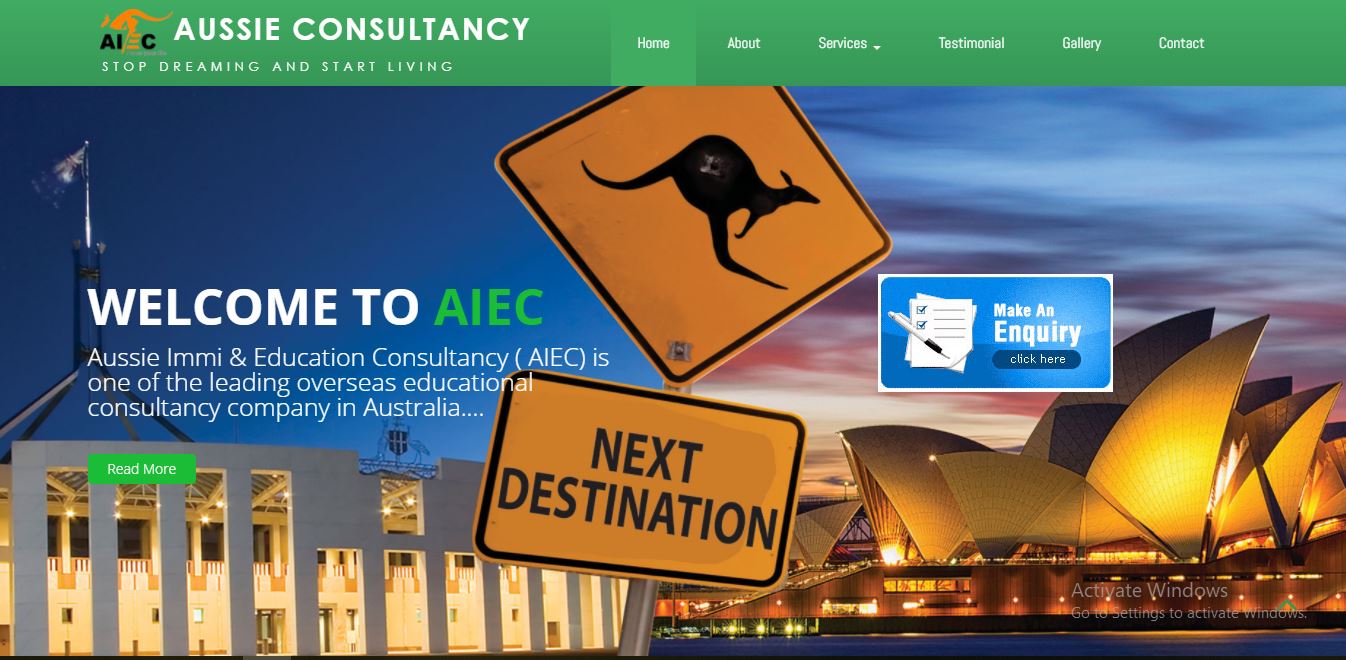 AIEC
AUSSIE CONSULTANCY
STOP DREAMING AND START LIVING
Home
About
Services
Testimonial
Gallery
Contact
WELCOME TO AIEC
Aussie Immi & Education Consultancy ( AIEC) is
one of the leading overseas educational
consultancy company in Australia....
Read More
NEXT
DESTINATION
Make An
Enquiry
click here
Activate Windows
Go to Settings to activate Windows.